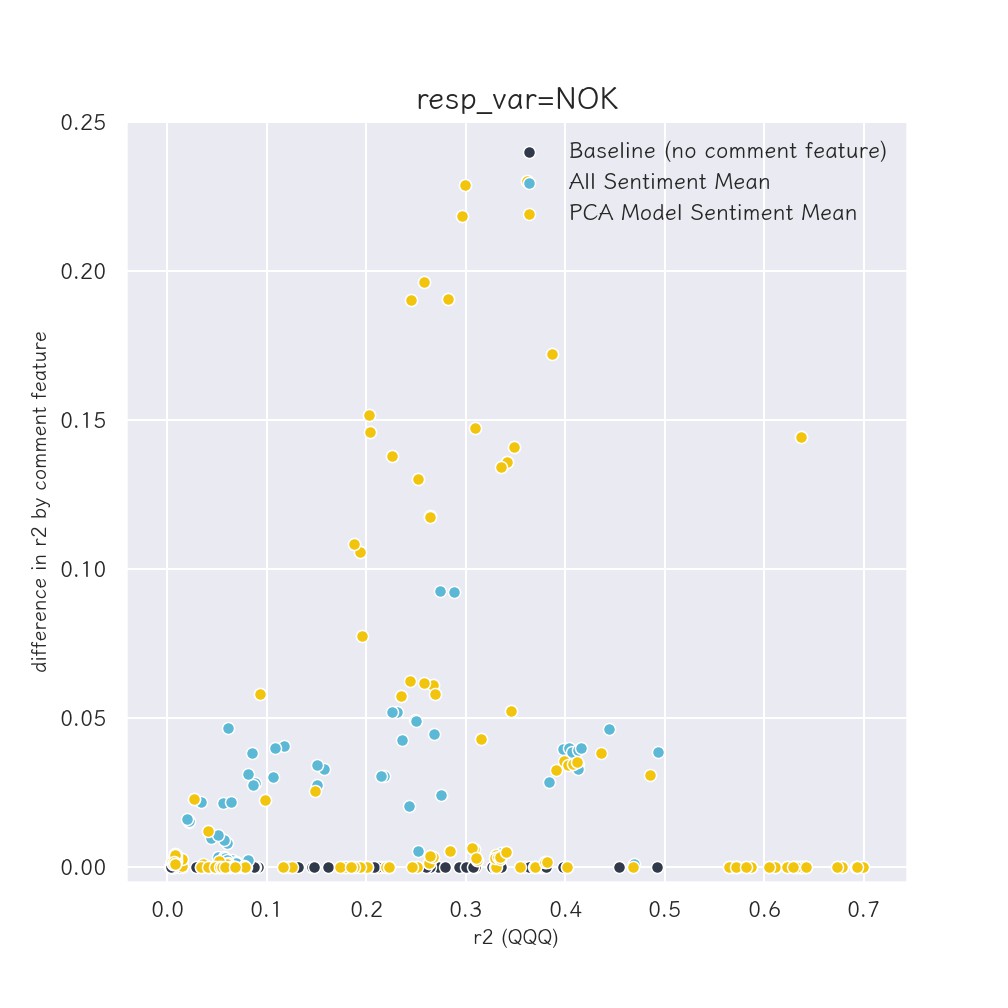 resp_var=NOK
0.25
0.20
0.15
0.10
0.05
0.00
difference in r2 by comment feature
Baseline (no comment feature)
All Sentiment Mean
PCA Model Sentiment Mean
0.0 0.1 0.2 0.3 0.4 0.5 0.6 0.7
r2 (QQQ)